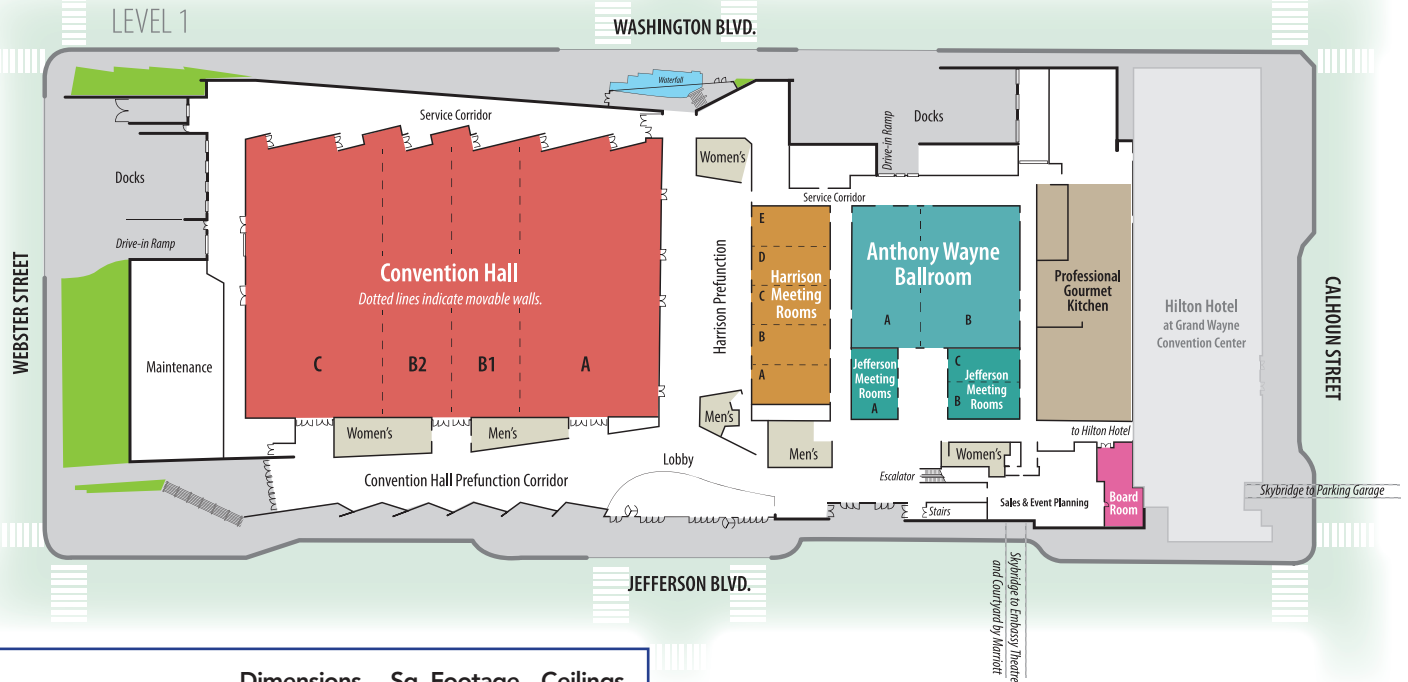 LEVEL 1
WASHINGTON BLVD.
Waterfall
Service Corridor
Docks
Drive-in Ramp
Women's
Docks
Service Corridor
Drive-in Ramp
WEBSTER STREET
Convention Hall
Dotted lines indicate movable walls.
C
B2
B1
A
Maintenance
Harrison Prefunction
E
D
C
B
A
Harrison
Meeting
Rooms
Anthony Wayne
Ballroom
A
B
Jefferson
Meeting
Rooms
A
C
B
Jefferson
Meeting
Rooms
Professional
Gourmet
Kitchen
Hilton Hotel
at Grand Wayne
Convention Center
CALHOUN STREET
Women's
Men's
Men's
Men's
Women's
to Hilton Hotel
Lobby
Convention Hall Prefunction Corridor
Escalator
Stairs
Sales & Event Planning
Board
Room
Skybridge to Parking Garage
Skybridge to Embassy Theatre
and Courtyard by Marriott
JEFFERSON BLVD.
Dimensions Sq. Footage Ceilings